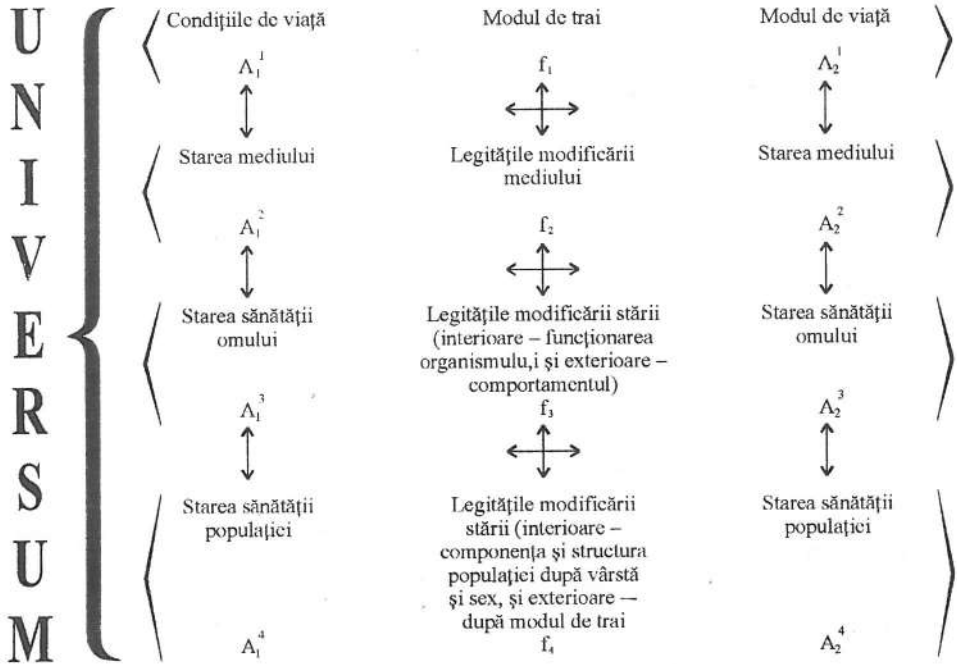 UNIVERSUM
Condițiile de viață
Modul de trai
Modul de viață
A₁¹
f₁
A₂¹
Starea mediului
Legitățile modificării
mediului
Starea mediului
A₁²
f₂
A₂²
Starea sănătății
omului
Legitățile modificării stării
(interioare – funcționarea
organismulu,i și exterioare –
comportamentul)
Starea sănătății
omului
A₁³
f₃
A₂³
Starea sănătății
populației
Legitățile modificării
stării (interioare –
componența și structura
populației după vârstă
și sex, și exterioare —
după modul de trai
Starea sănătății
populației
A₁⁴
f₄
A₂⁴